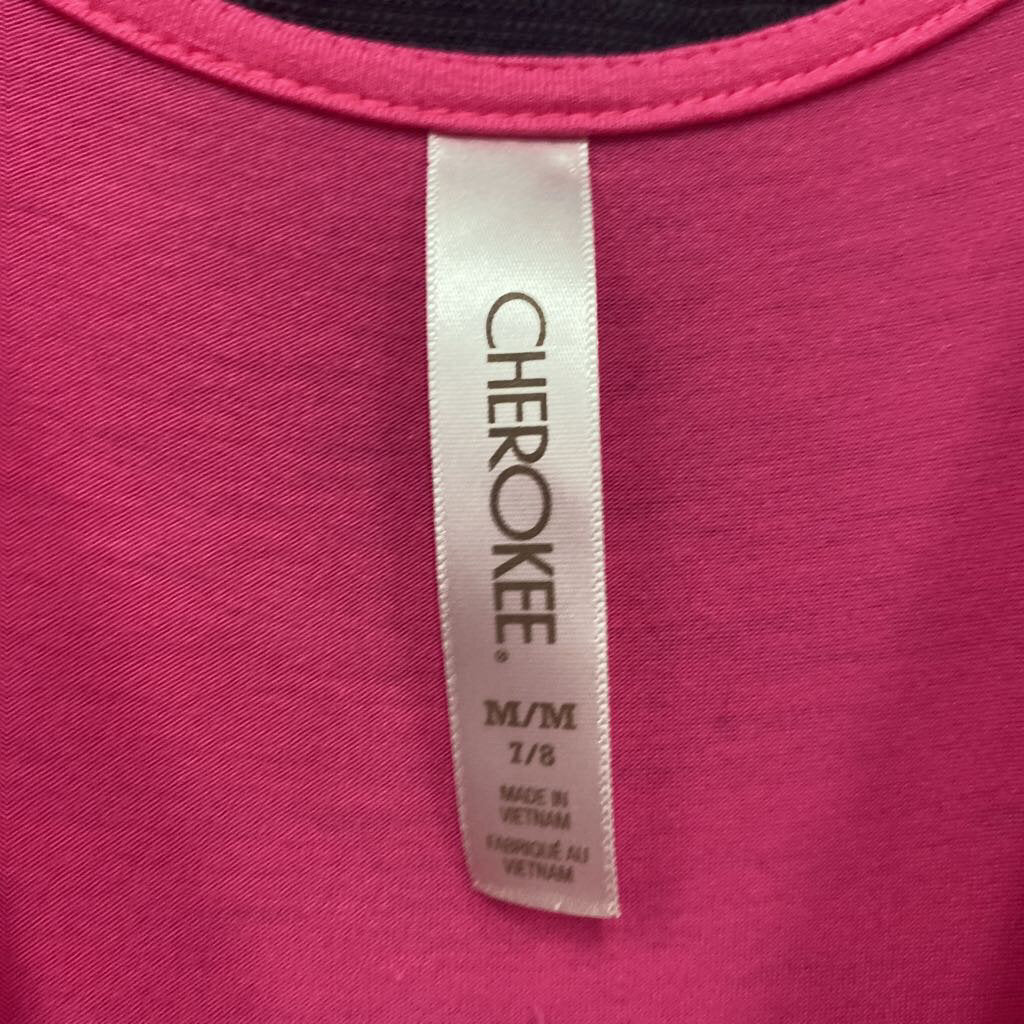 CHEROKEE®
M/M
7/8
MADE IN
VIETNAM
FABRIQUÉ AU
VIETNAM